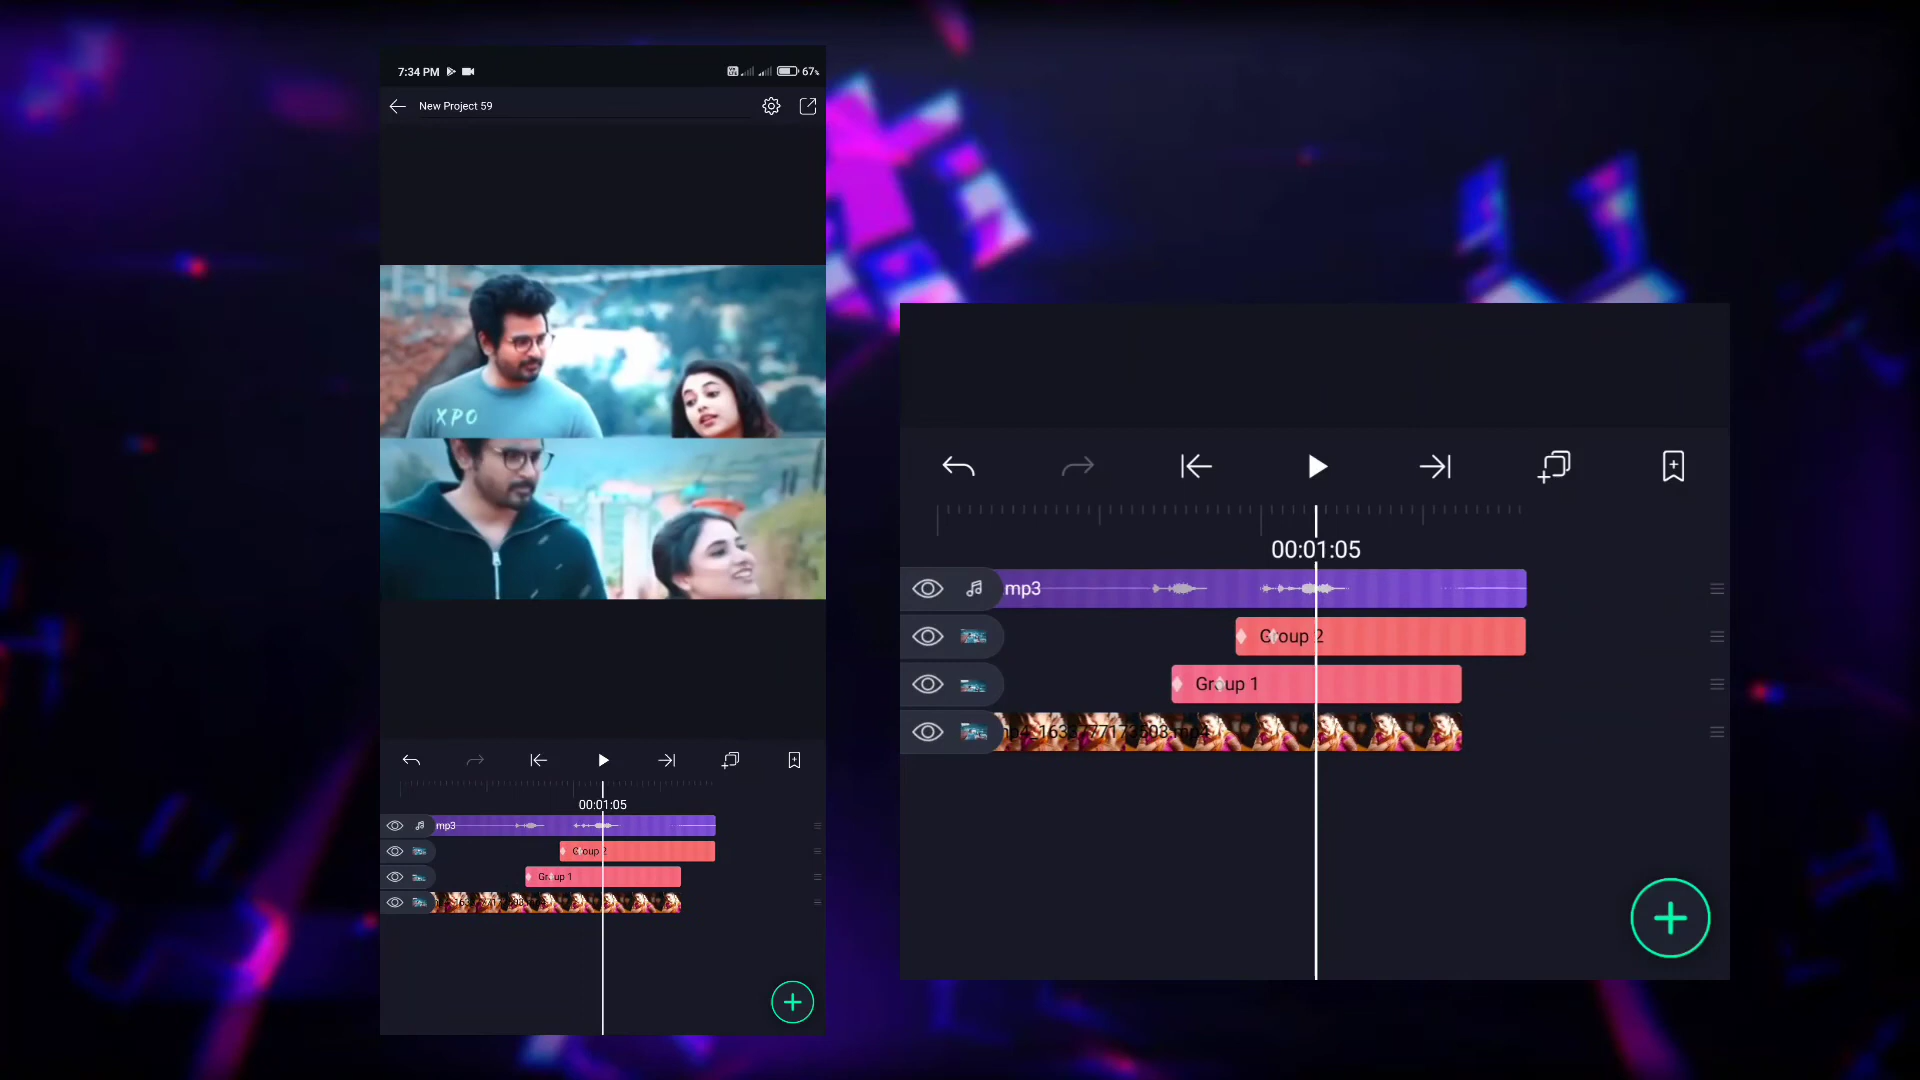 7:34 PM
67%
New Project 59
XPO
00:01:05
mp3
Group 2
Group 1
00:01:05
mp3
Group 2
Group 1